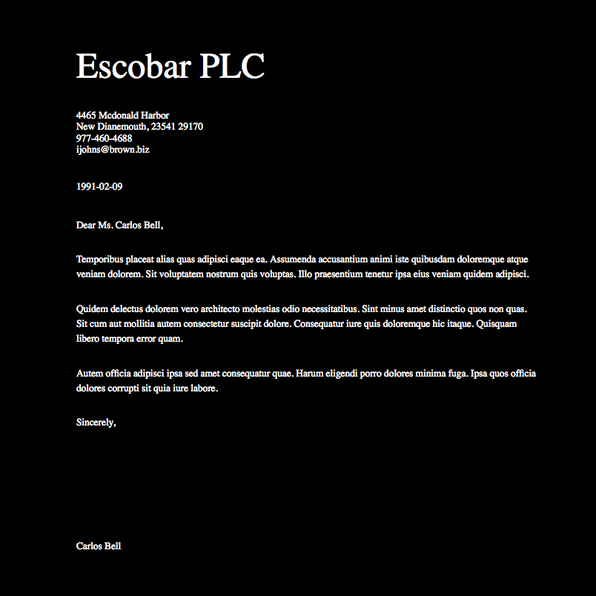 Escobar PLC
4465 Mcdonald Harbor
New Dianemouth, 23541 29170
977-460-4688
ijohns@brown.biz
1991-02-09
Dear Ms. Carlos Bell,
Temporibus placeat alias quas adipisci eaque ea. Assumenda accusantium animi iste quibusdam doloremque atque
veniam dolorem. Sit voluptatem nostrum quis voluptas. Illo praesentium tenetur ipsa eius veniam quidem adipisci.
Quidem delectus dolorem vero architecto molestias odio necessitatibus. Sint minus amet distinctio quos non quas.
Sit cum aut mollitia autem consectetur suscipit dolore. Consequatur iure quis doloremque hic itaque. Quisquam
libero tempora error quam.
Autem officia adipisci ipsa sed amet consequatur quae. Harum eligendi porro dolores minima fuga. Ipsa quos officia
dolores corrupti sit quia iure labore.
Sincerely,
Carlos Bell